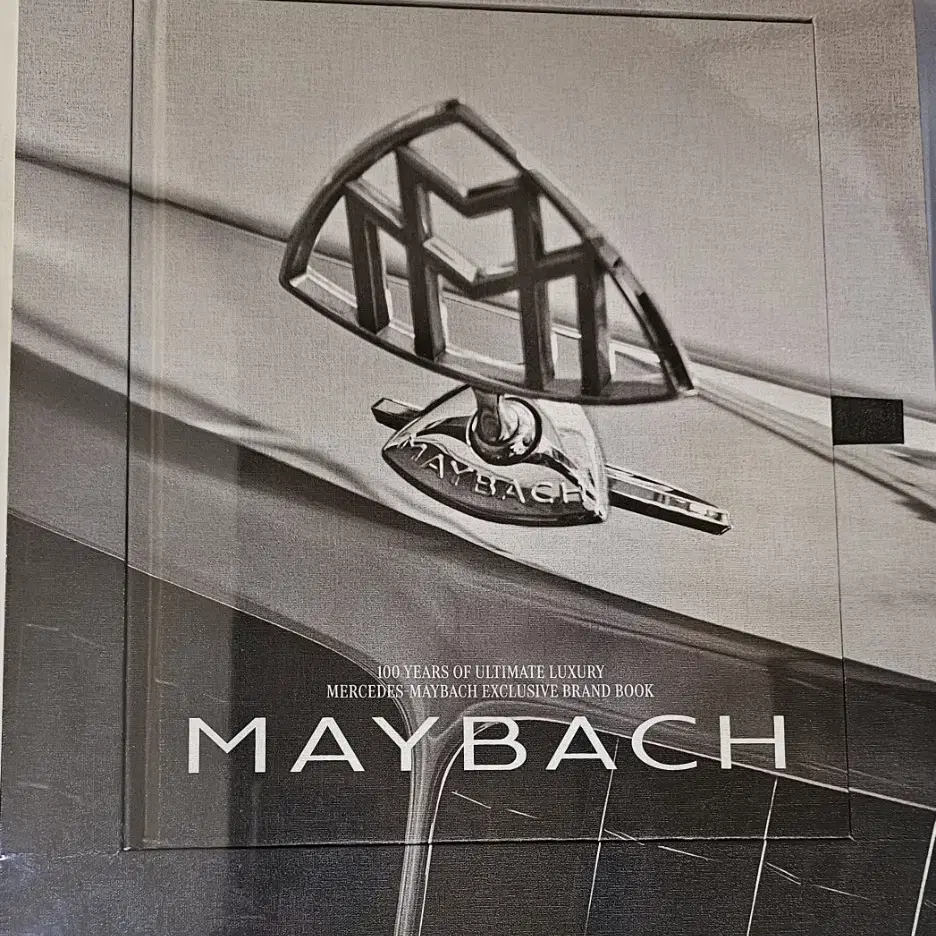 MAYBACH
100 YEARS OF ULTIMATE LUXURY
MERCEDES-MAYBACH EXCLUSIVE BRAND BOOK
MAYBACH